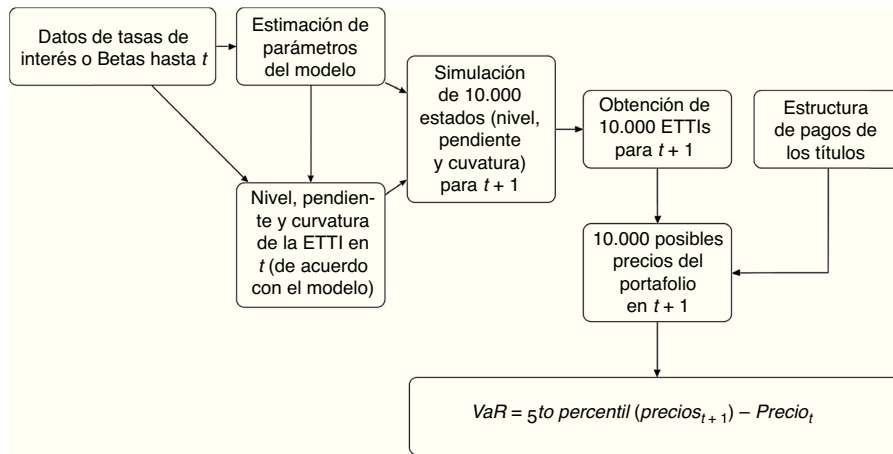 Datos de tasas de
interés o Betas hasta t
Estimación de
parámetros
del modelo
Simulación
de 10.000
estados (nivel,
pendiente
y cuvatura)
para t + 1
Obtención de
10.000 ETTIs
para t + 1
Estructura
de pagos de
los títulos
Nivel, pendien-
te y curvatura
de la ETTI en
t (de acuerdo
con el modelo)
10.000 posibles
precios del
portafolio
en t + 1
VaR = 5to percentil (precios t + 1) – Precio t